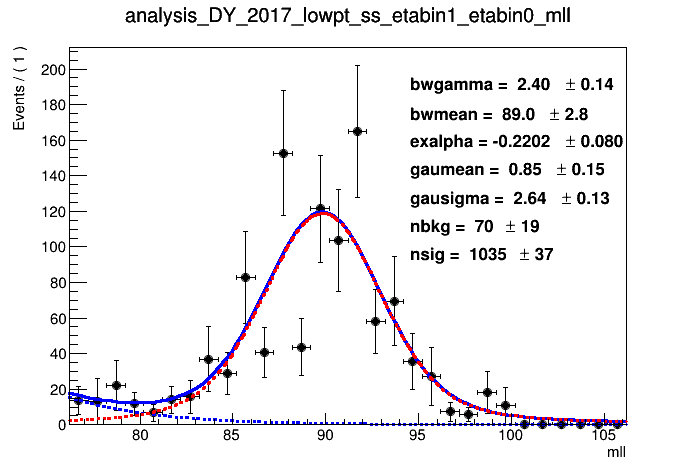 analysis_DY_2017_lowpt_ss_etabin1_etabin0_mll
Events / ( 1 )
200
180
160
140
120
100
80
60
40
20
0
bwgamma = 2.40 ± 0.14
bwmean = 89.0 ± 2.8
exalpha = -0.2202 ± 0.080
gaumean = 0.85 ± 0.15
gausigma = 2.64 ± 0.13
nbkg = 70 ± 19
nsig = 1035 ± 37
80 85 90 95 100 105
mll